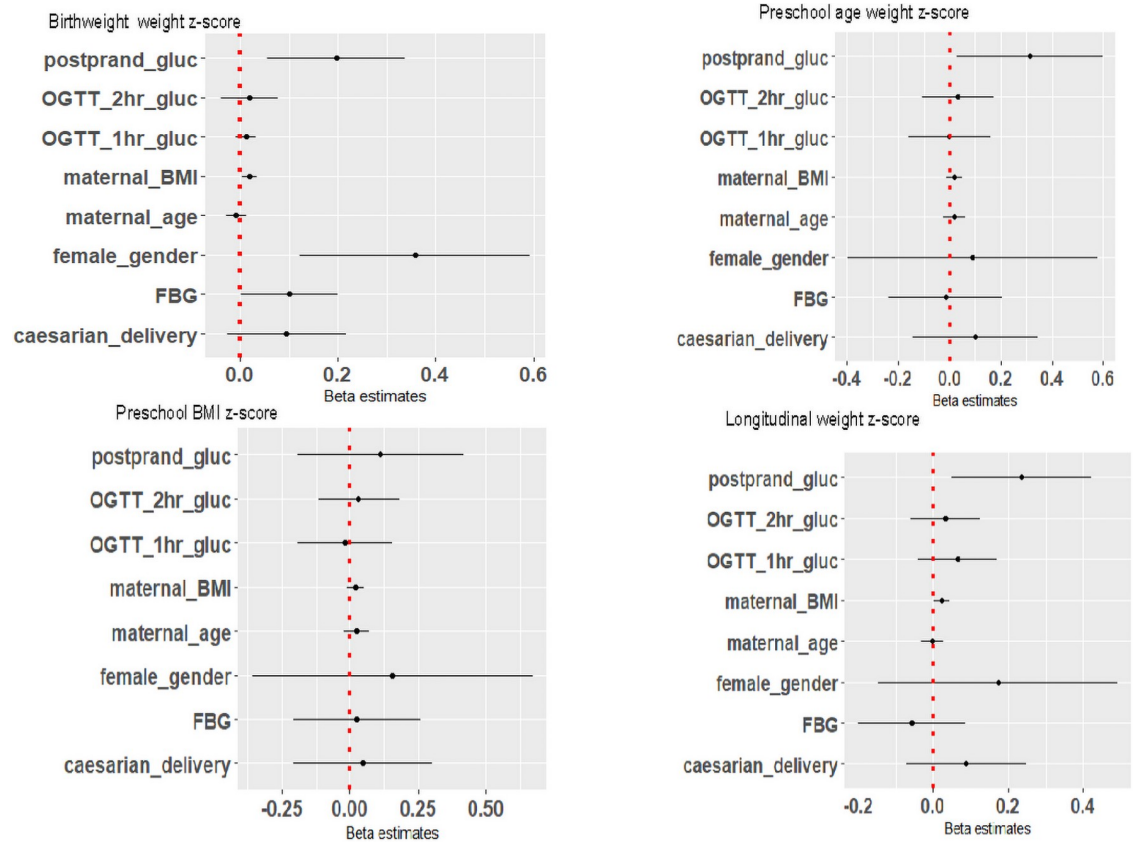 Birthweight weight z-score
postprand_gluc
OGTT_2hr_gluc
OGTT_1hr_gluc
maternal_BMI
maternal_age
female_gender
FBG
caesarian_delivery
0.0 0.2 0.4 0.6
Beta estimates
Preschool age weight z-score
postprand_gluc
OGTT_2hr_gluc
OGTT_1hr_gluc
maternal_BMI
maternal_age
female_gender
FBG
caesarian_delivery
-0.4 -0.2 0.0 0.2 0.4 0.6
Beta estimates
Preschool BMI z-score
postprand_gluc
OGTT_2hr_gluc
OGTT_1hr_gluc
maternal_BMI
maternal_age
female_gender
FBG
caesarian_delivery
-0.25 0.00 0.25 0.50
Beta estimates
Longitudinal weight z-score
postprand_gluc
OGTT_2hr_gluc
OGTT_1hr_gluc
maternal_BMI
maternal_age
female_gender
FBG
caesarian_delivery
-0.2 0.0 0.2 0.4
Beta estimates